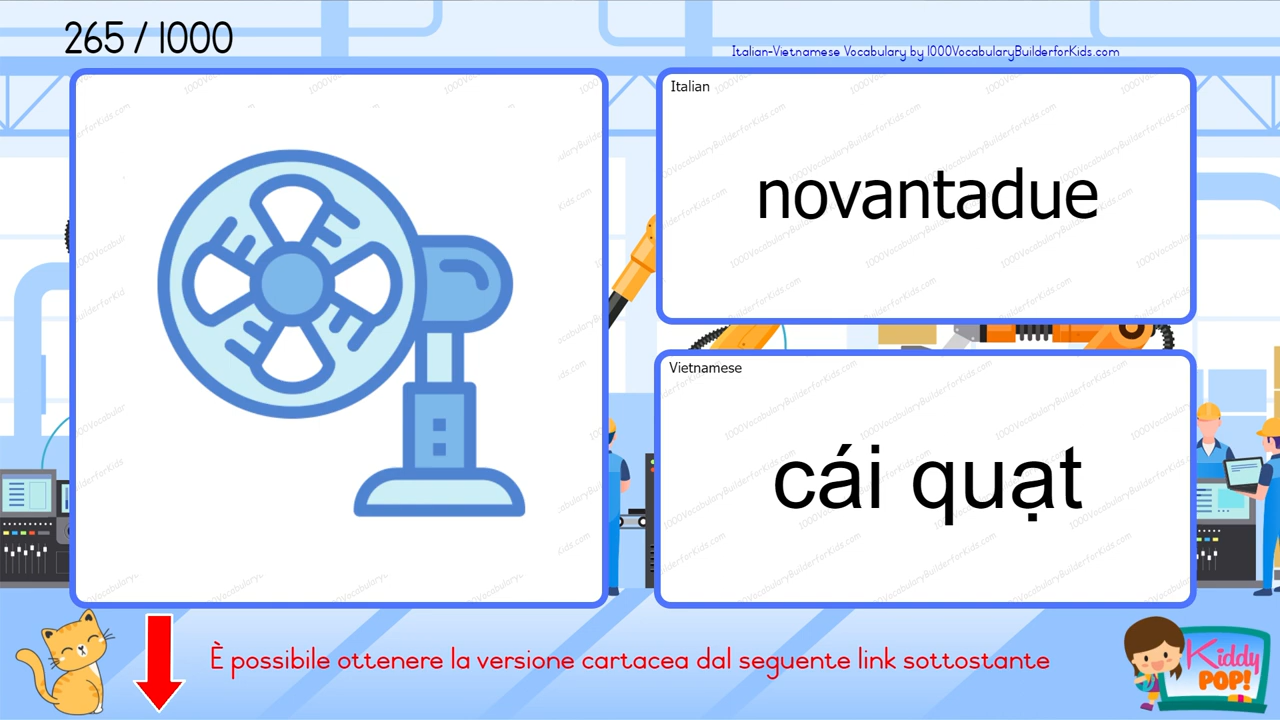 265 / 1000
Italian-Vietnamese Vocabulary by 1000VocabularyBuilderforKids.com
Italian
novantadue
Vietnamese
cái quạt
È possibile ottenere la versione cartacea dal seguente link sottostante
Kiddy
POP!